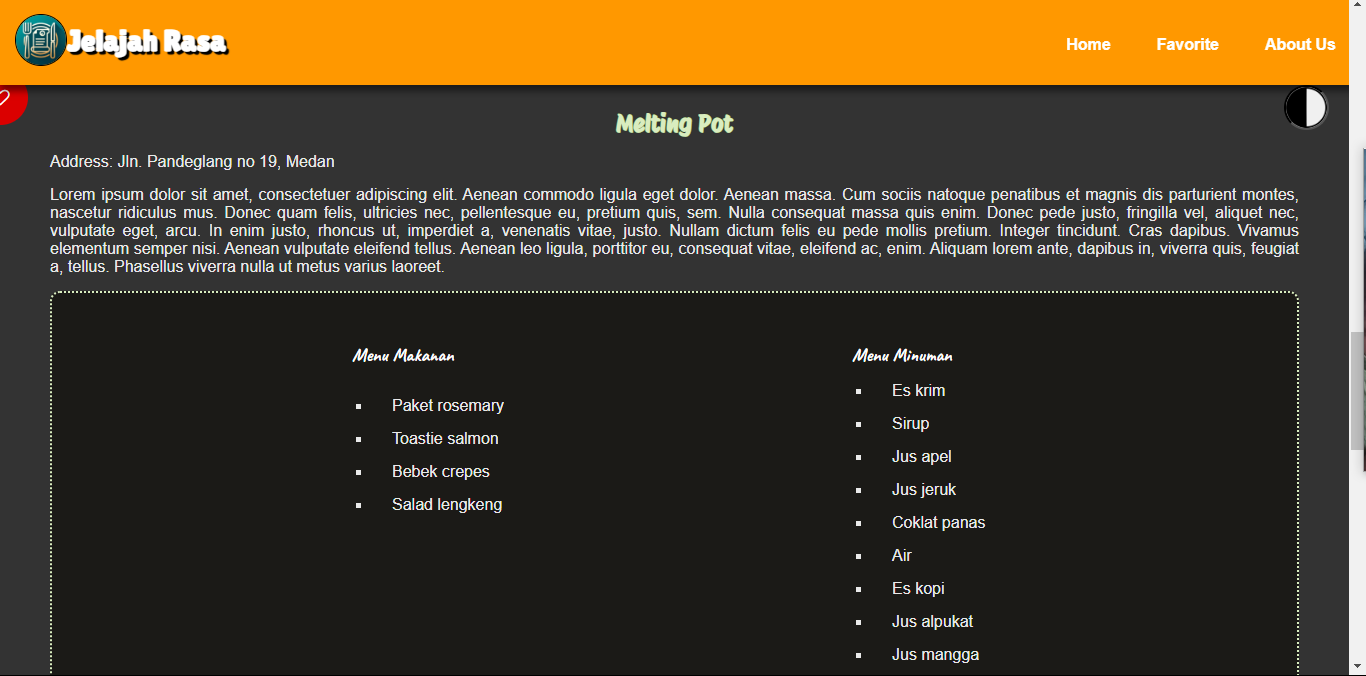 Jelajah Rasa
Home Favorite About Us
Melting Pot
Address: Jln. Pandeglang no 19, Medan
Lorem ipsum dolor sit amet, consectetuer adipiscing elit. Aenean commodo ligula eget dolor. Aenean massa. Cum sociis natoque penatibus et magnis dis parturient montes,
nascetur ridiculus mus. Donec quam felis, ultricies nec, pellentesque eu, pretium quis, sem. Nulla consequat massa quis enim. Donec pede justo, fringilla vel, aliquet nec,
vulputate eget, arcu. In enim justo, rhoncus ut, imperdiet a, venenatis vitae, justo. Nullam dictum felis eu pede mollis pretium. Integer tincidunt. Cras dapibus. Vivamus
elementum semper nisi. Aenean vulputate eleifend tellus. Aenean leo ligula, porttitor eu, consequat vitae, eleifend ac, enim. Aliquam lorem ante, dapibus in, viverra quis, feugiat
a, tellus. Phasellus viverra nulla ut metus varius laoreet.
Menu Makanan
Paket rosemary
Toastie salmon
Bebek crepes
Salad lengkeng
Menu Minuman
Es krim
Sirup
Jus apel
Jus jeruk
Coklat panas
Air
Es kopi
Jus alpukat
Jus mangga